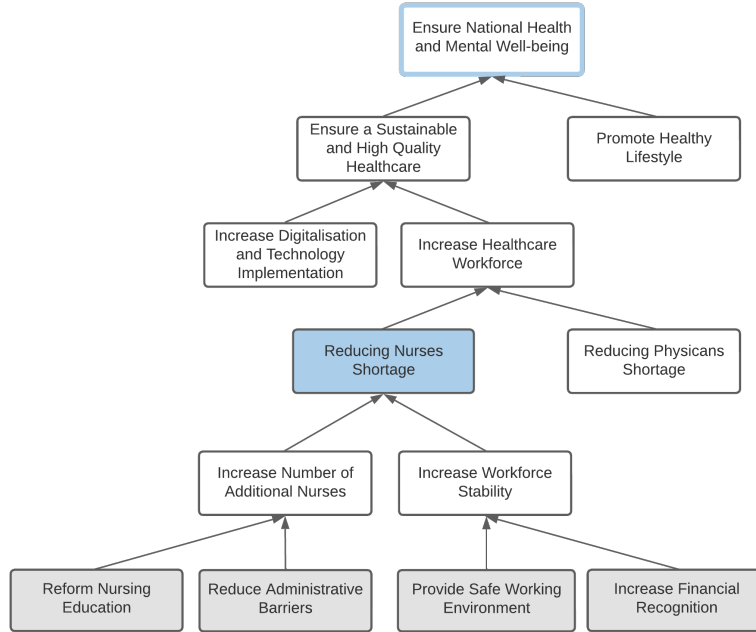 Ensure National Health
and Mental Well-being
Ensure a Sustainable
and High Quality
Healthcare
Promote Healthy
Lifestyle
Increase Digitalisation
and Technology
Implementation
Increase Healthcare
Workforce
Reducing Nurses
Shortage
Reducing Physicans
Shortage
Increase Number of
Additional Nurses
Increase Workforce
Stability
Reform Nursing
Education
Reduce Administrative
Barriers
Provide Safe Working
Environment
Increase Financial
Recognition